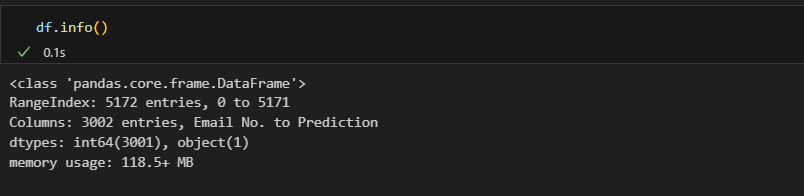 df.info()
0.1s
<class 'pandas.core.frame.DataFrame'>
RangeIndex: 5172 entries, 0 to 5171
Columns: 3002 entries, Email No. to Prediction
dtypes: int64(3001), object(1)
memory usage: 118.5+ MB